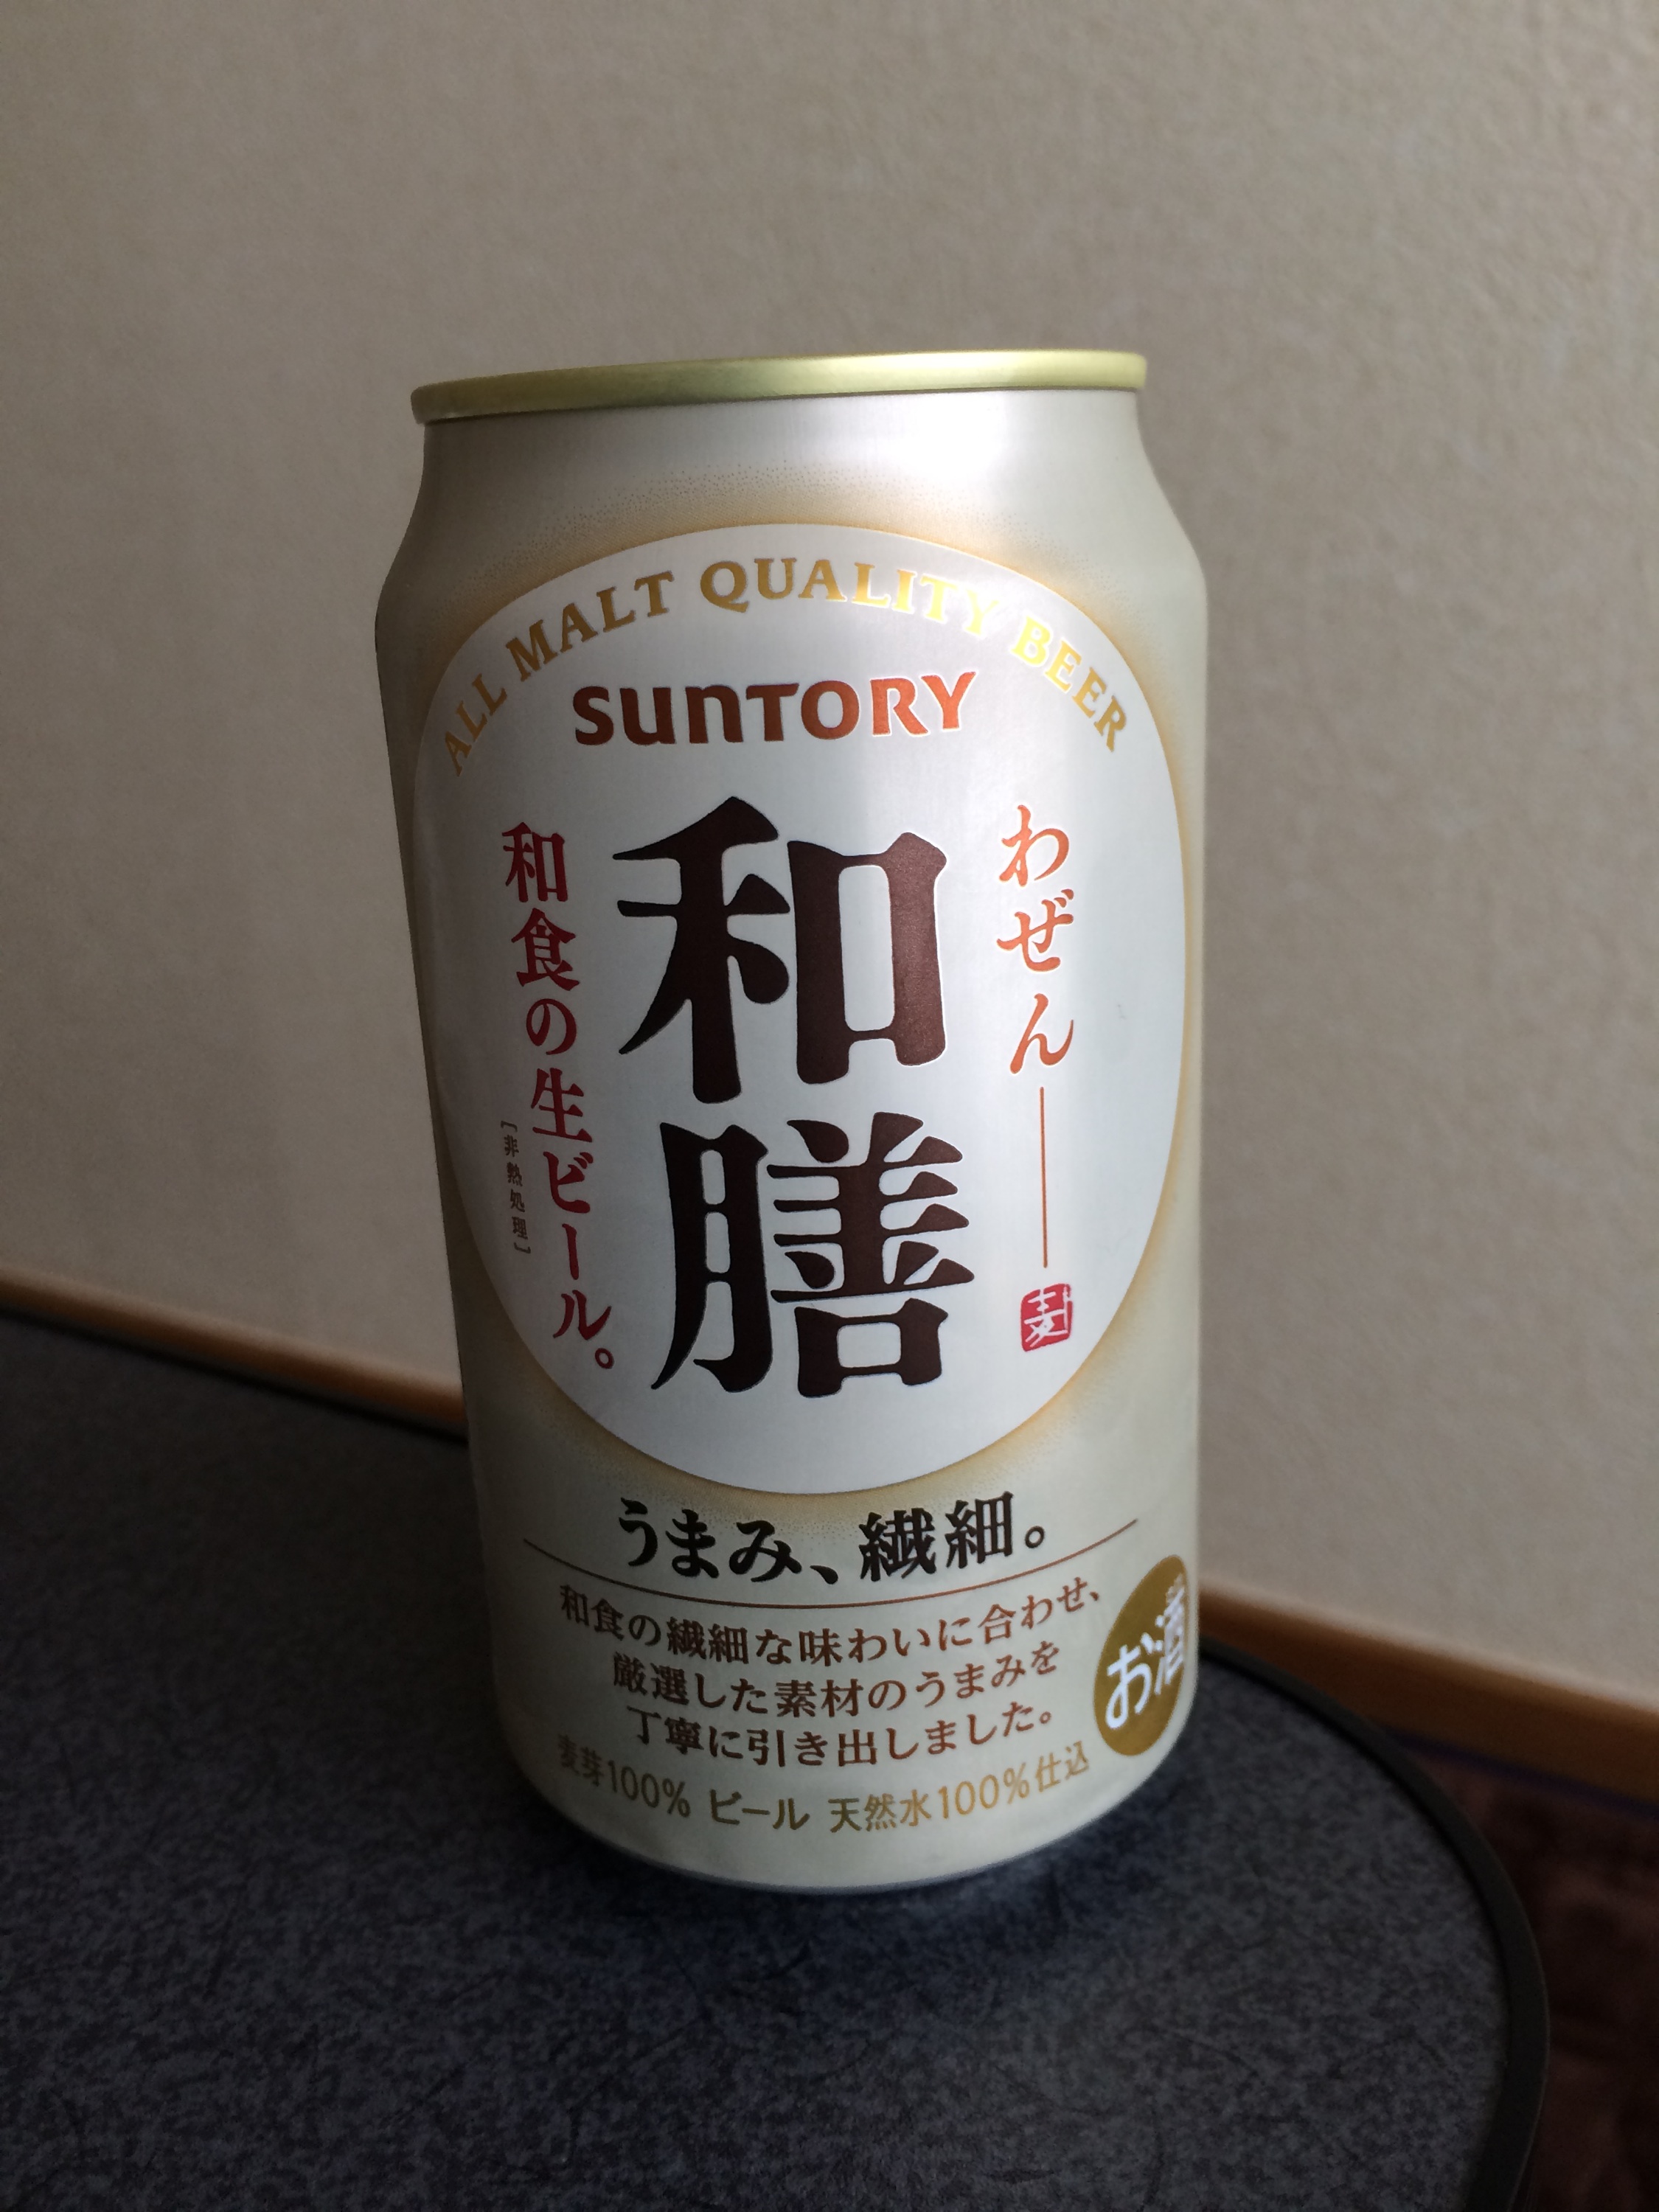 ALL MALT QUALITY BEER
SUNTORY
わぜん
麦
和膳
和食の生ビール。
[非熱処理]
うまみ、繊細。
和食の繊細な味わいに合わせ、
厳選した素材のうまみを
丁寧に引き出しました。
お酒
麦芽100% ビール 天然水100%仕込